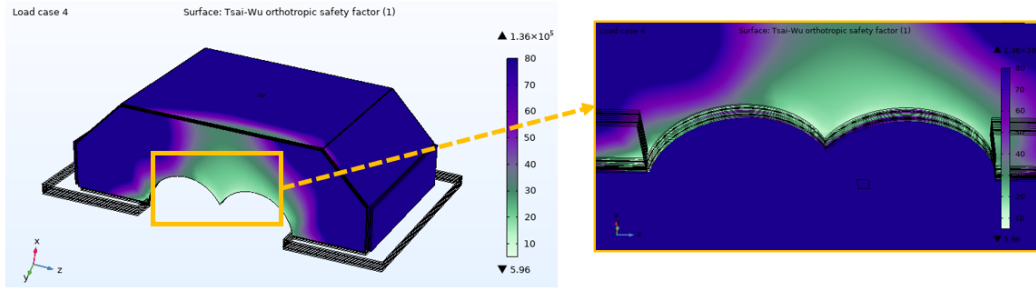 Load case 4
Surface: Tsai-Wu orthotropic safety factor (1)
▲ 1.36×10⁵
80
70
60
50
40
30
20
10
▼ 5.96
x
y
z
Load case 4
Surface: Tsai-Wu orthotropic safety factor (1)
80
70
60
50
40
30
20
10